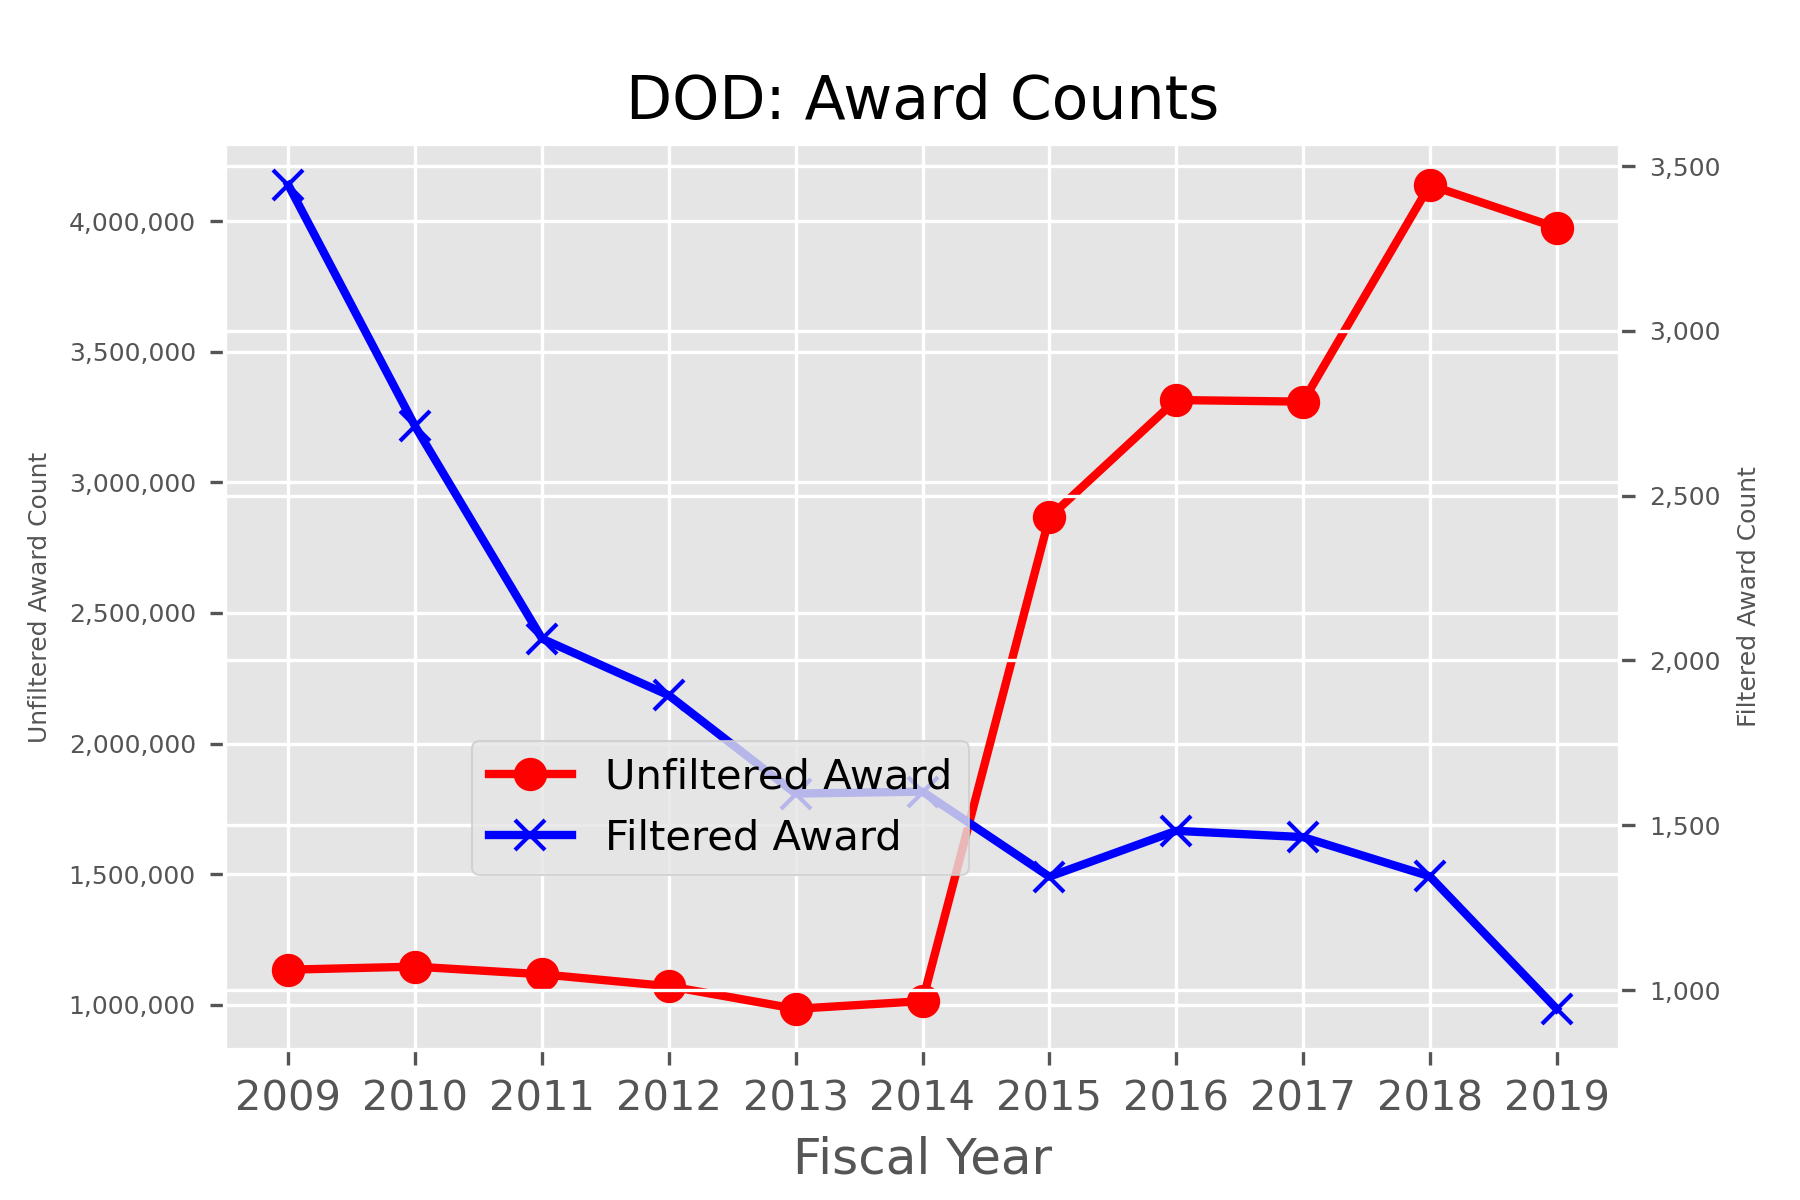 DOD: Award Counts
Unfiltered Award Count
4,000,000
3,500,000
3,000,000
2,500,000
2,000,000
1,500,000
1,000,000
Unfiltered Award
Filtered Award
3,500
3,000
2,500
2,000
1,500
1,000
Filtered Award Count
2009 2010 2011 2012 2013 2014 2015 2016 2017 2018 2019
Fiscal Year